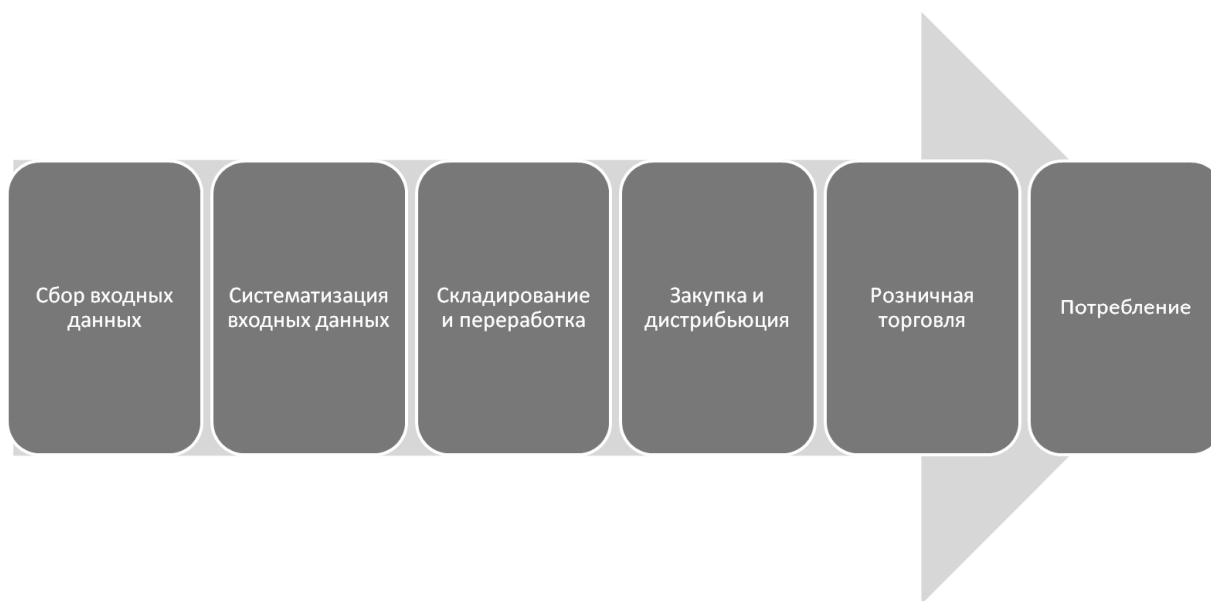 Сбор входных
данных
Систематизация
входных данных
Складирование
и переработка
Закупка и
дистрибьюция
Розничная
торговля
Потребление